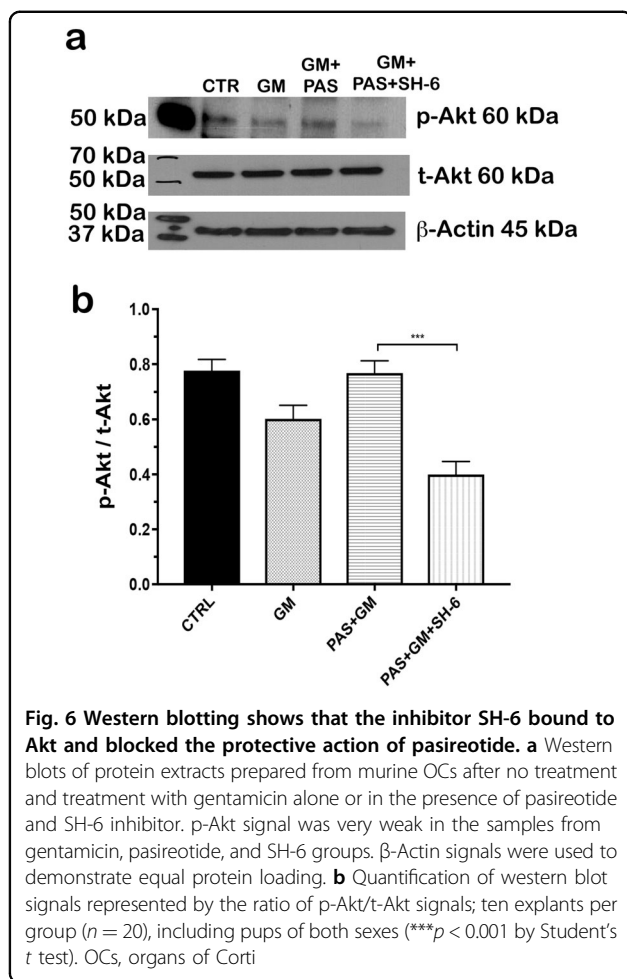 a
CTR GM GM+ PAS GM+ PAS+SH-6
50 kDa p-Akt 60 kDa
70 kDa
50 kDa t-Akt 60 kDa
50 kDa
37 kDa β-Actin 45 kDa
b
1.0
***
0.8
0.6
0.4
0.2
0.0
p-Akt / t-Akt
CTRL GM PAS+GM PAS+GM+SH-6
Fig. 6 Western blotting shows that the inhibitor SH-6 bound to
Akt and blocked the protective action of pasireotide. a Western
blots of protein extracts prepared from murine OCs after no treatment
and treatment with gentamicin alone or in the presence of pasireotide
and SH-6 inhibitor. p-Akt signal was very weak in the samples from
gentamicin, pasireotide, and SH-6 groups. β-Actin signals were used to
demonstrate equal protein loading. b Quantification of western blot
signals represented by the ratio of p-Akt/t-Akt signals; ten explants per
group (n = 20), including pups of both sexes (***p < 0.001 by Student's
t test). OCs, organs of Corti